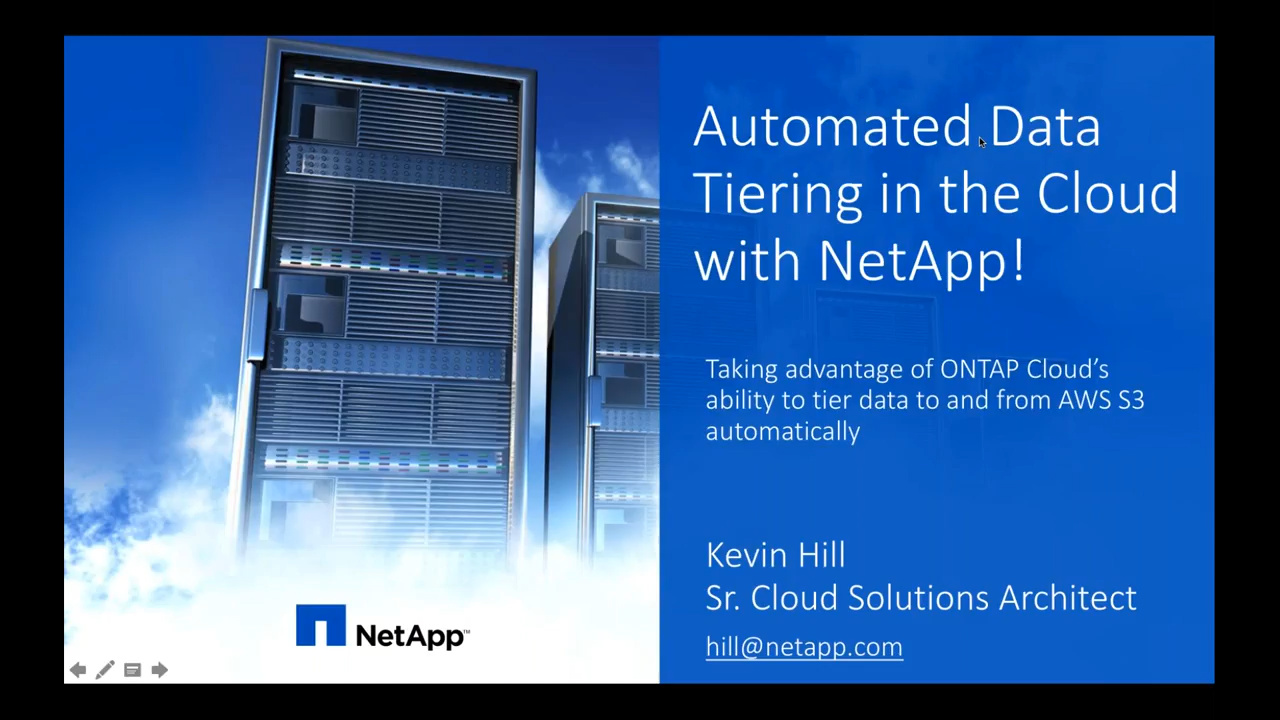 Automated Data
Tiering in the Cloud
with NetApp!
Taking advantage of ONTAP Cloud’s
ability to tier data to and from AWS S3
automatically
Kevin Hill
Sr. Cloud Solutions Architect
hill@netapp.com
NetApp™